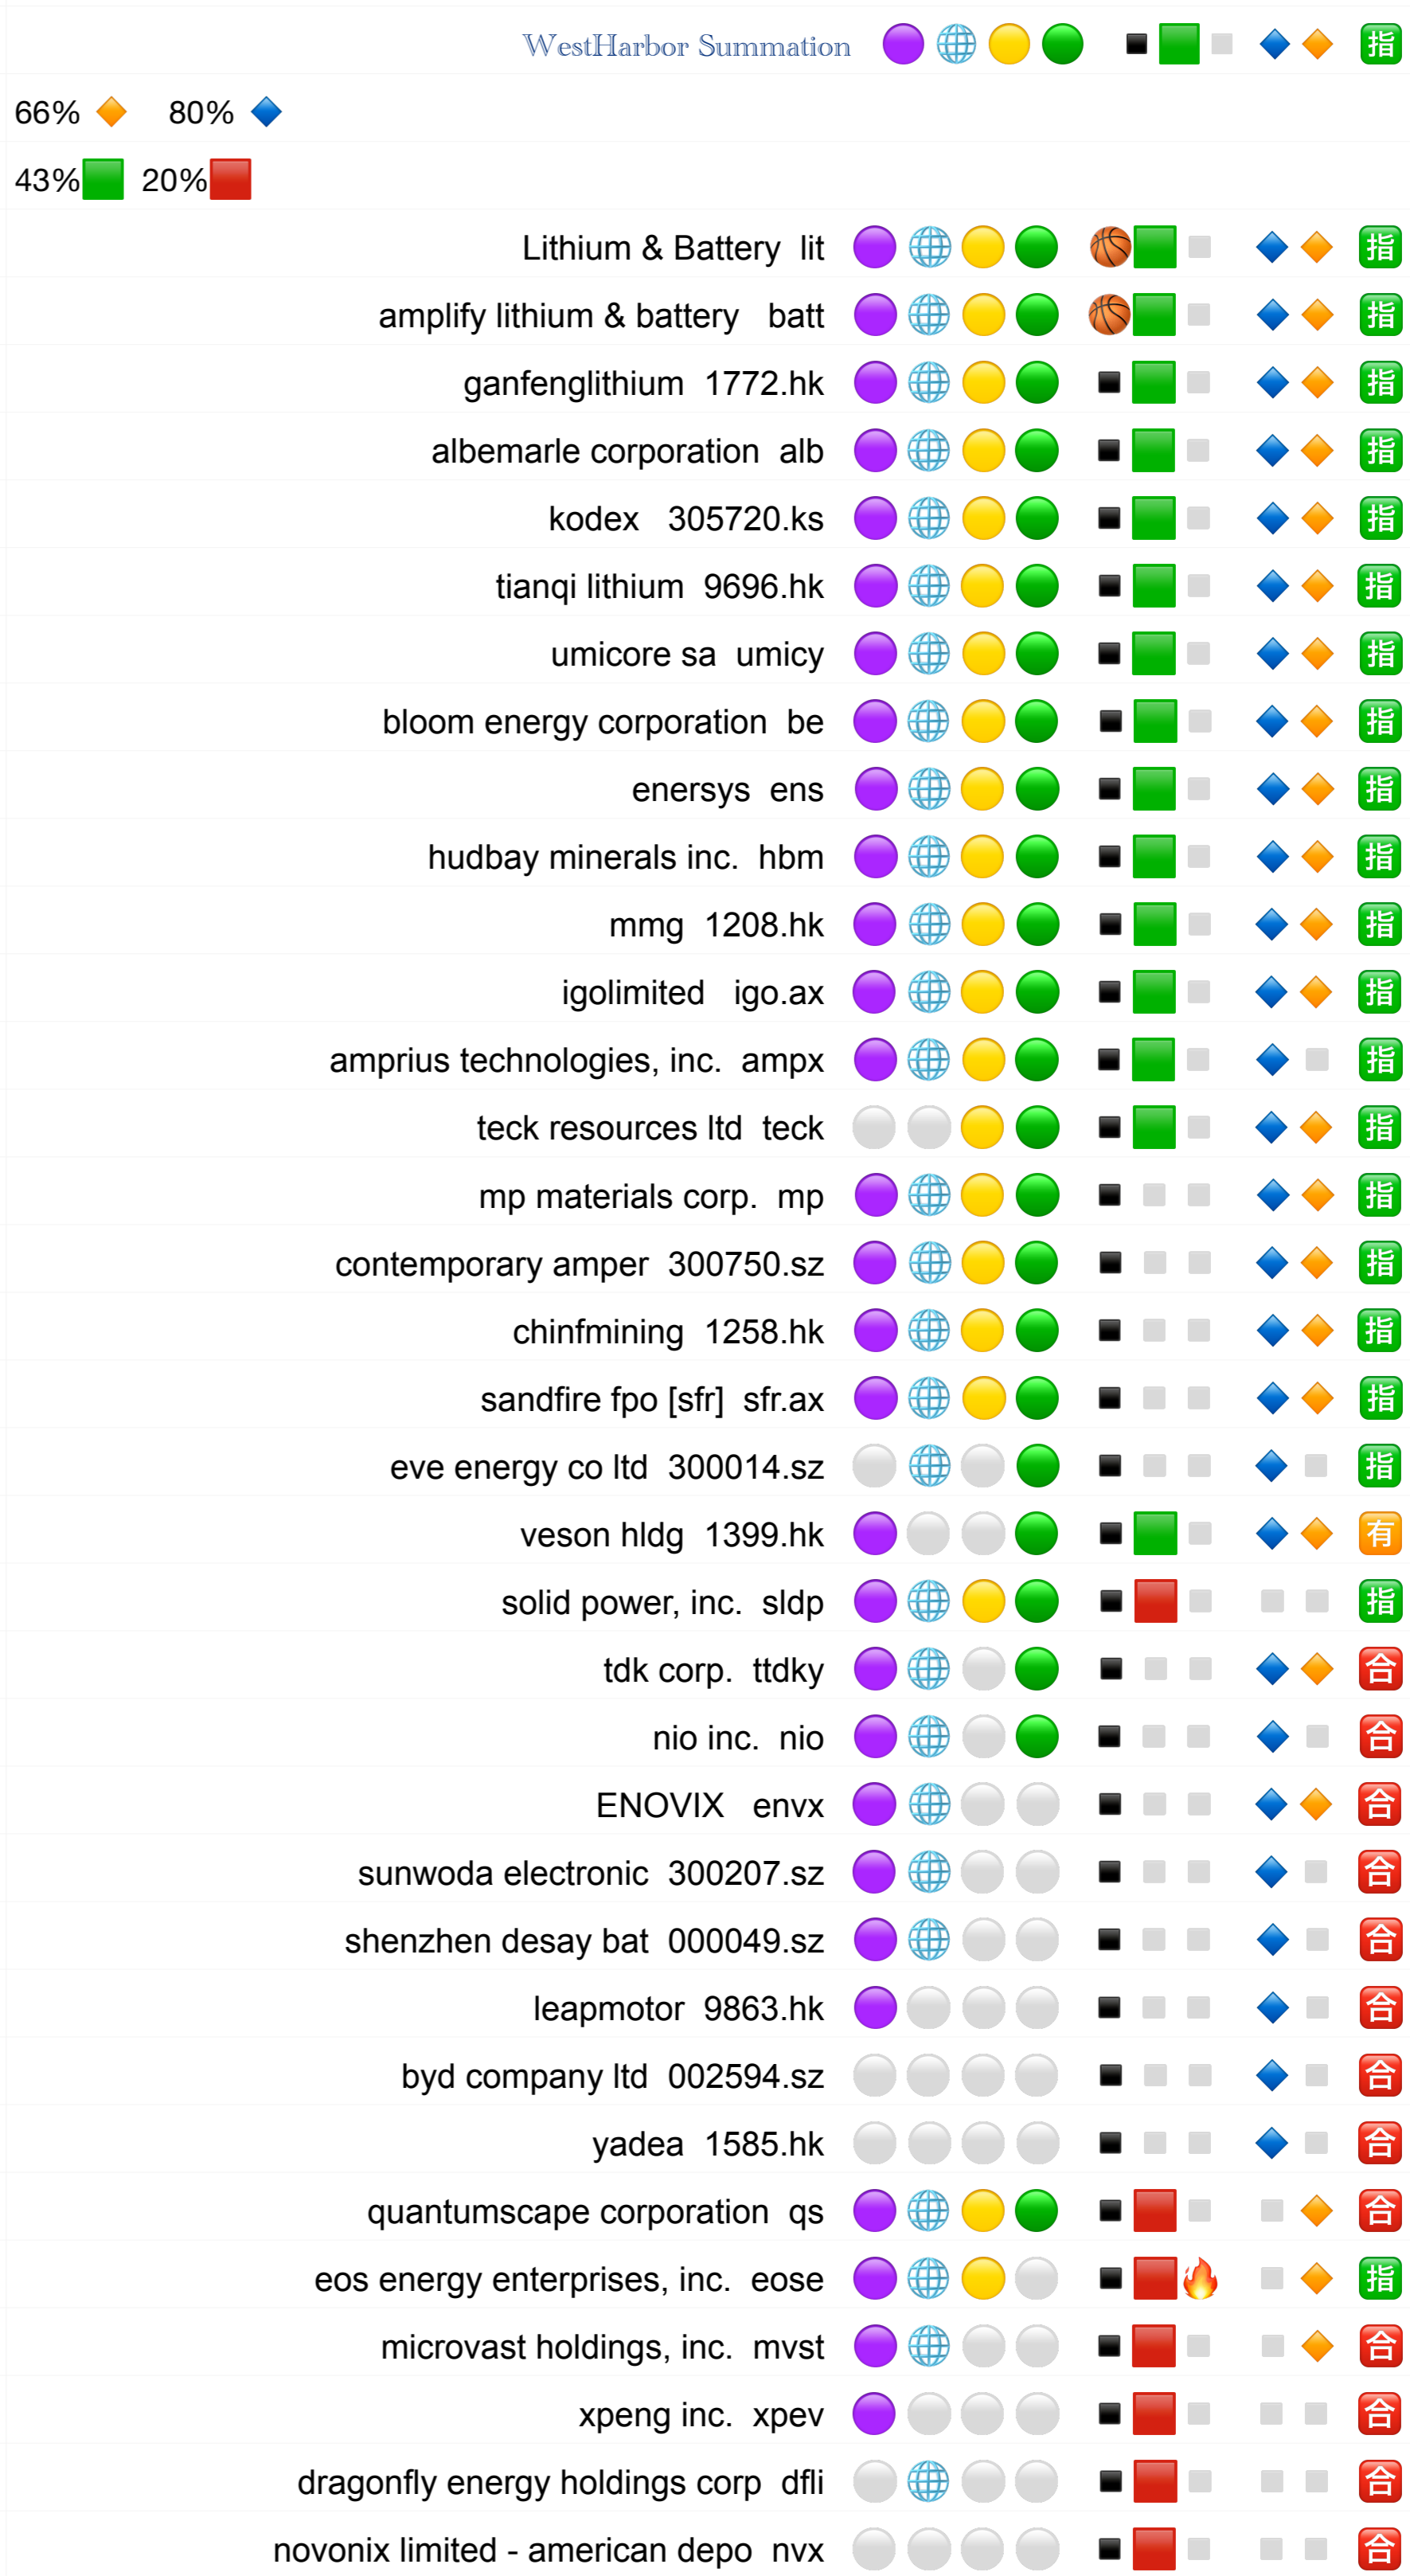 WestHarbor Summation 指
66% 80%
43% 20%
Lithium & Battery lit 指
amplify lithium & battery batt 指
ganfenglithium 1772.hk 指
albemarle corporation alb 指
kodex 305720.ks 指
tianqi lithium 9696.hk 指
umicore sa umicy 指
bloom energy corporation be 指
enersys ens 指
hudbay minerals inc. hbm 指
mmg 1208.hk 指
igolimited igo.ax 指
amprius technologies, inc. ampx 指
teck resources ltd teck 指
mp materials corp. mp 指
contemporary amper 300750.sz 指
chinfmining 1258.hk 指
sandfire fpo [sfr] sfr.ax 指
eve energy co ltd 300014.sz 指
veson hldg 1399.hk 有
solid power, inc. sldp 指
tdk corp. ttdky 合
nio inc. nio 合
ENOVIX envx 合
sunwoda electronic 300207.sz 合
shenzhen desay bat 000049.sz 合
leapmotor 9863.hk 合
byd company ltd 002594.sz 合
yadea 1585.hk 合
quantumscape corporation qs 合
eos energy enterprises, inc. eose 指
microvast holdings, inc. mvst 合
xpeng inc. xpev 合
dragonfly energy holdings corp dfli 合
novonix limited - american depo nvx 合